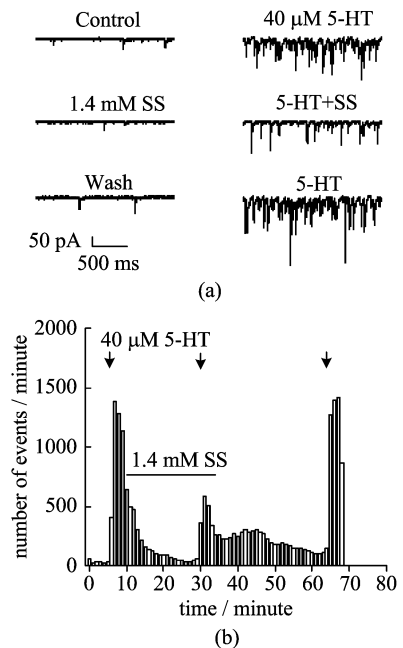 Control
40 μM 5-HT
1.4 mM SS
5-HT+SS
Wash
5-HT
50 pA
500 ms
(a)
number of events / minute
2000
1500
1000
500
0
40 μM 5-HT
1.4 mM SS
0 10 20 30 40 50 60 70 80
time / minute
(b)